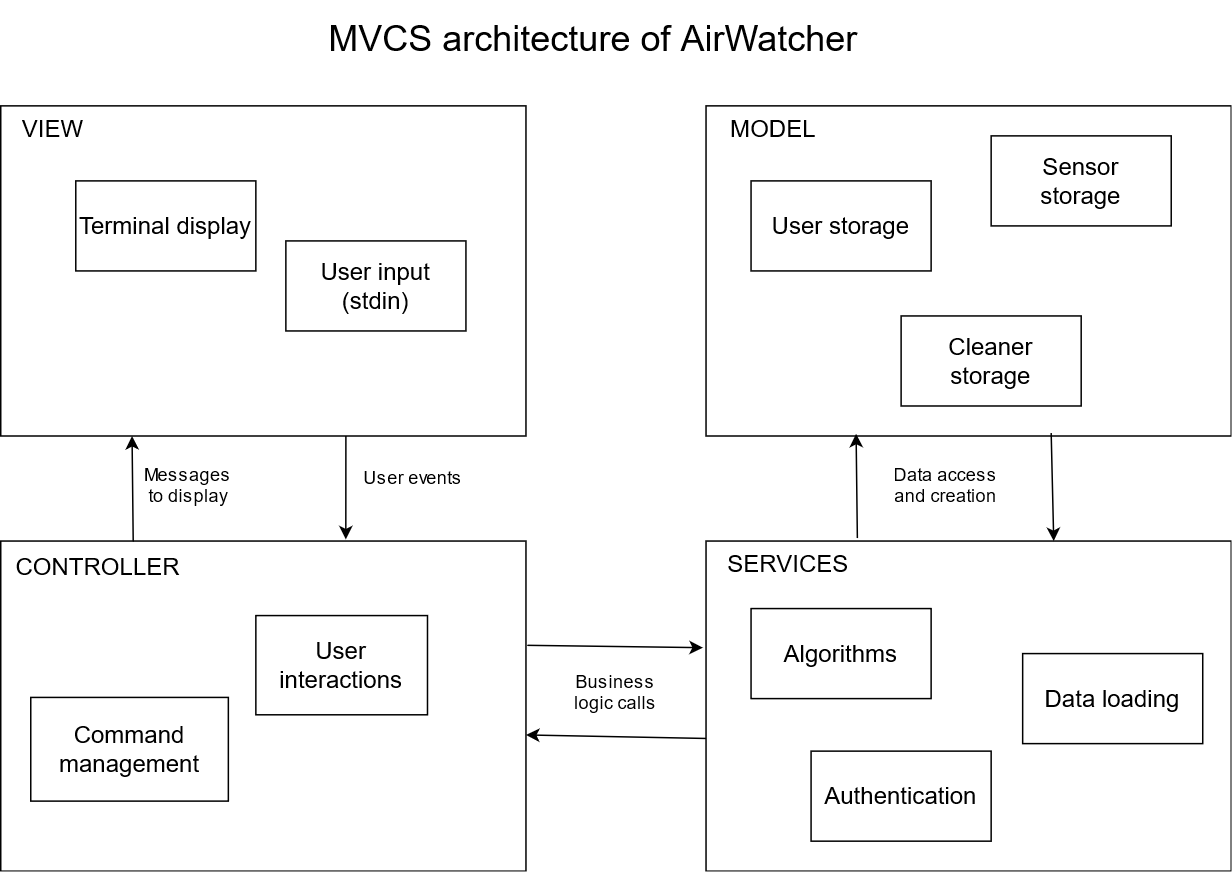 MVCS architecture of AirWatcher
VIEW
Terminal display
User input
(stdin)
MODEL
Sensor
storage
User storage
Cleaner
storage
Messages
to display
User events
Data access
and creation
CONTROLLER
User
interactions
Command
management
Business
logic calls
SERVICES
Algorithms
Data loading
Authentication